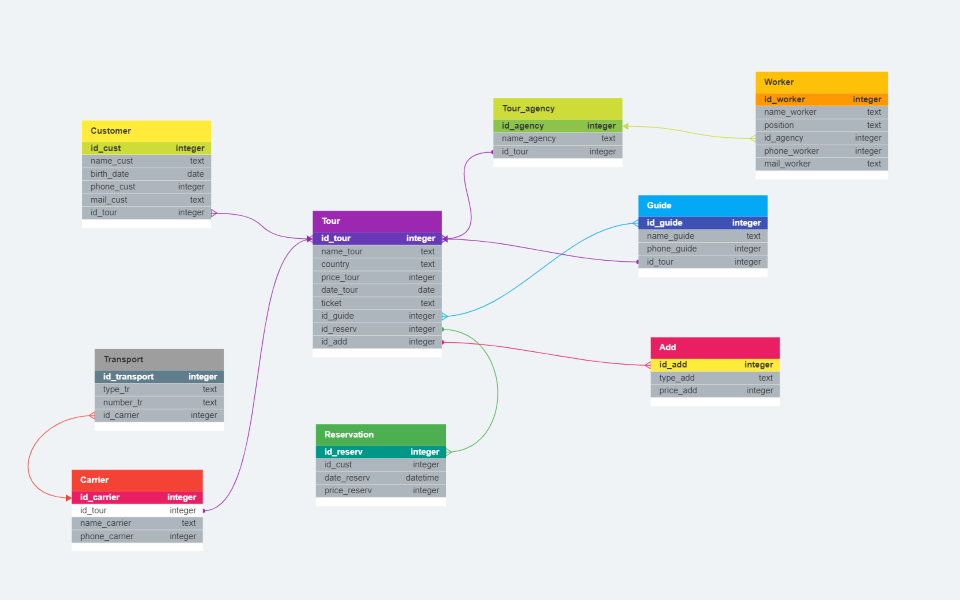 Customer
id_cust integer
name_cust text
birth_date date
phone_cust integer
mail_cust text
id_tour integer
Tour_agency
id_agency integer
name_agency text
id_tour integer
Worker
id_worker integer
name_worker text
position text
id_agency integer
phone_worker integer
mail_worker text
Tour
id_tour integer
name_tour text
country text
price_tour integer
date_tour date
ticket text
id_guide integer
id_reserv integer
id_add integer
Guide
id_guide integer
name_guide text
phone_guide integer
id_tour integer
Transport
id_transport integer
type_tr text
number_tr text
id_carrier integer
Add
id_add integer
type_add text
price_add integer
Reservation
id_reserv integer
id_cust integer
date_reserv datetime
price_reserv integer
Carrier
id_carrier integer
id_tour integer
name_carrier text
phone_carrier integer